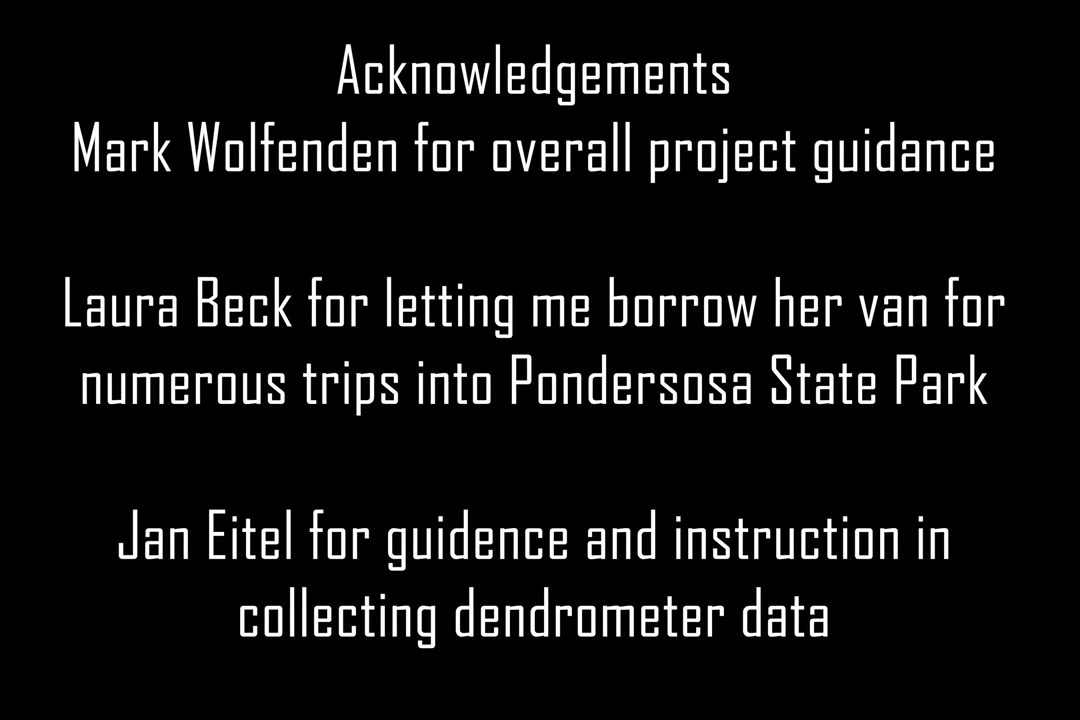 Acknowledgements
Mark Wolfenden for overall project guidance
Laura Beck for letting me borrow her van for
numerous trips into Pondersosa State Park
Jan Eitel for guidence and instruction in
collecting dendrometer data